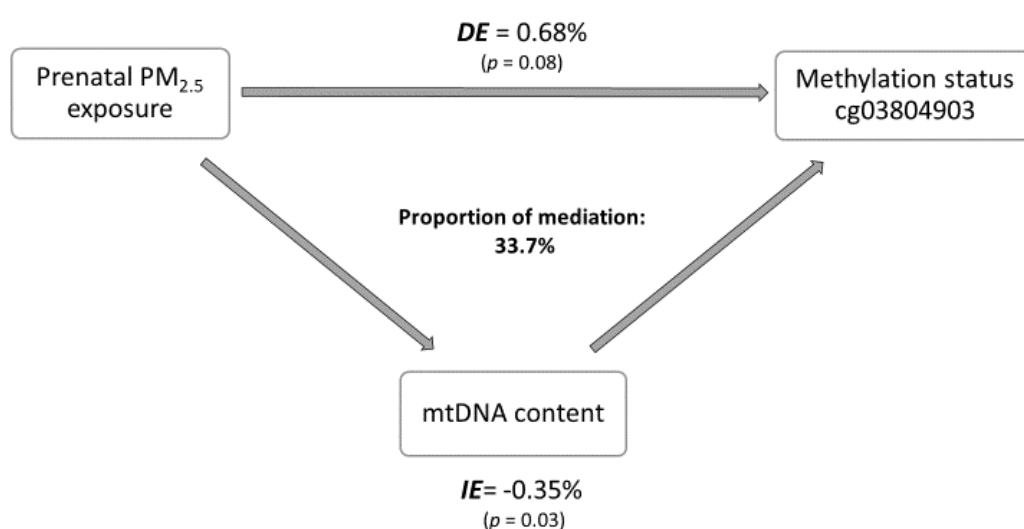 DE = 0.68%
(p = 0.08)
Prenatal PM2.5
exposure
Methylation status
cg03804903
Proportion of mediation:
33.7%
mtDNA content
IE= -0.35%
(p = 0.03)